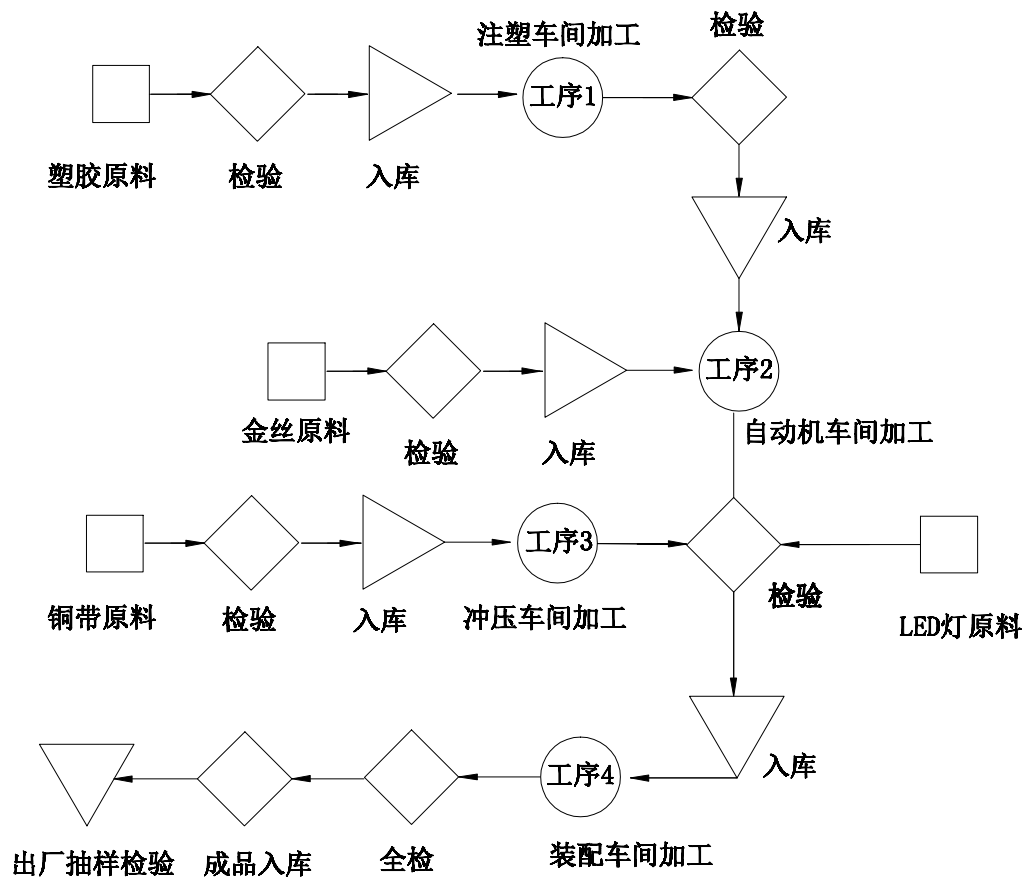 注塑车间加工
检验
工序1
塑胶原料
检验
入库
入库
工序2
金丝原料
检验
入库
自动机车间加工
工序3
铜带原料
检验
入库
冲压车间加工
检验
LED灯原料
工序4
入库
出厂抽样检验
成品入库
全检
装配车间加工